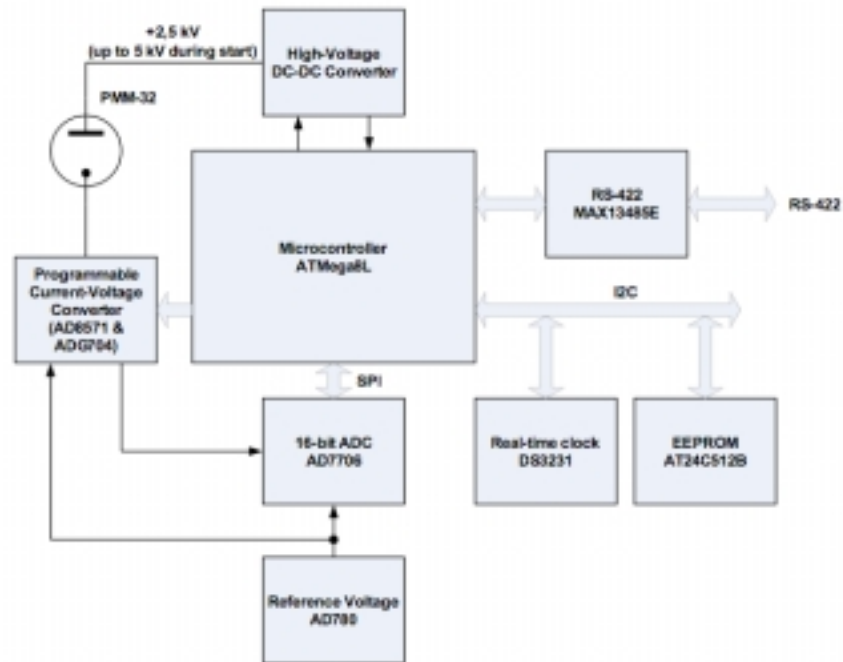 +2,5 kV
(up to 5 kV during start)
High-Voltage
DC-DC Converter
PMM-32
Microcontroller
ATMega8L
RS-422
MAX13485E
RS-422
Programmable
Current-Voltage
Converter
(AD8571 &
ADG704)
I2C
SPI
16-bit ADC
AD7706
Real-time clock
DS3231
EEPROM
AT24C512B
Reference Voltage
AD780